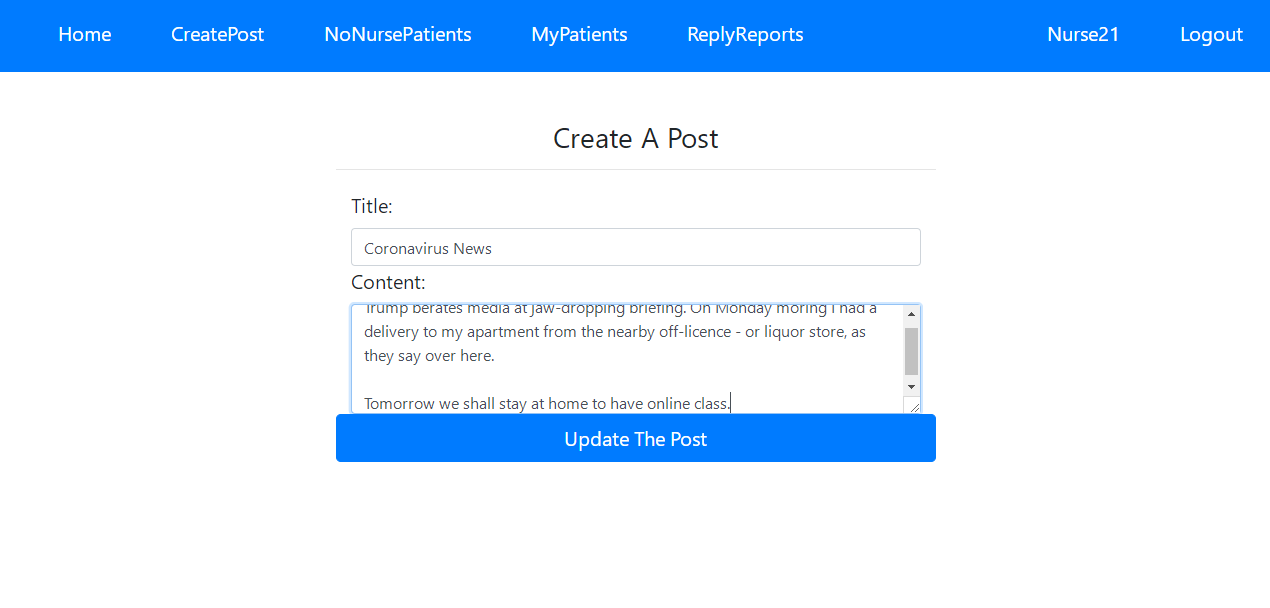 Home CreatePost NoNursePatients MyPatients ReplyReports Nurse21 Logout
Create A Post
Title:
Coronavirus News
Content:
Trump berates media at jaw-dropping briefing. On Monday moring I had a
delivery to my apartment from the nearby off-licence - or liquor store, as
they say over here.
Tomorrow we shall stay at home to have online class.
Update The Post